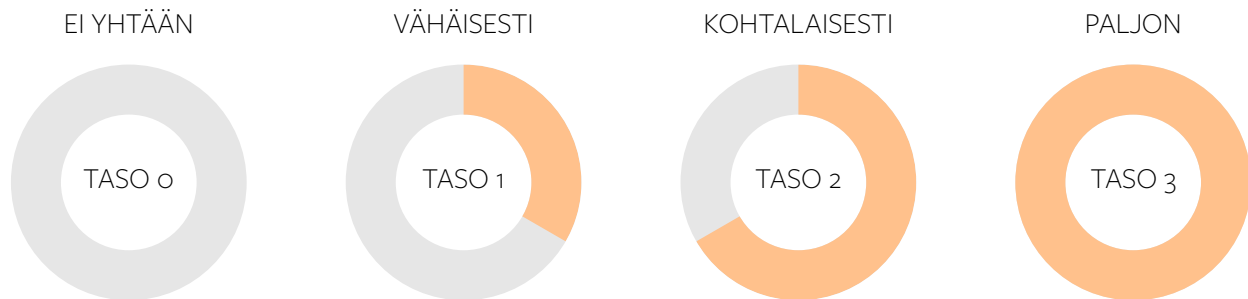 EI YHTÄÄN
VÄHÄISESTI
KOHTALAISESTI
PALJON
TASO 0
TASO 1
TASO 2
TASO 3